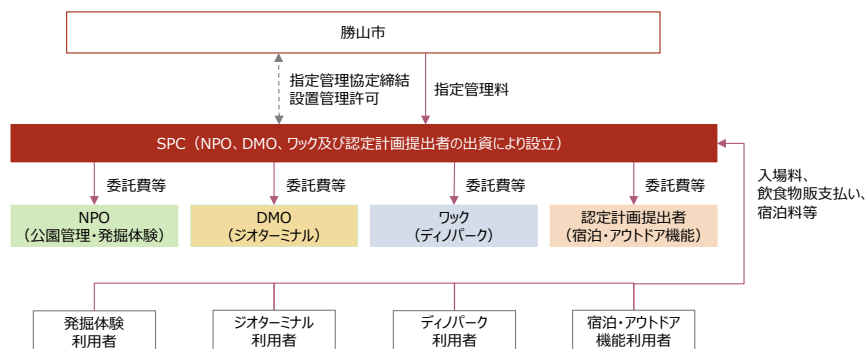 勝山市
指定管理協定締結
設置管理許可
指定管理料
SPC（NPO、DMO、ワック及び認定計画提出者の出資により設立）
委託費等
委託費等
委託費等
委託費等
入場料、
飲食物販支払い、
宿泊料等
NPO
（公園管理・発掘体験）
DMO
（ジオターミナル）
ワック
（ディノパーク）
認定計画提出者
（宿泊・アウトドア機能）
発掘体験
利用者
ジオターミナル
利用者
ディノパーク
利用者
宿泊・アウトドア
機能利用者